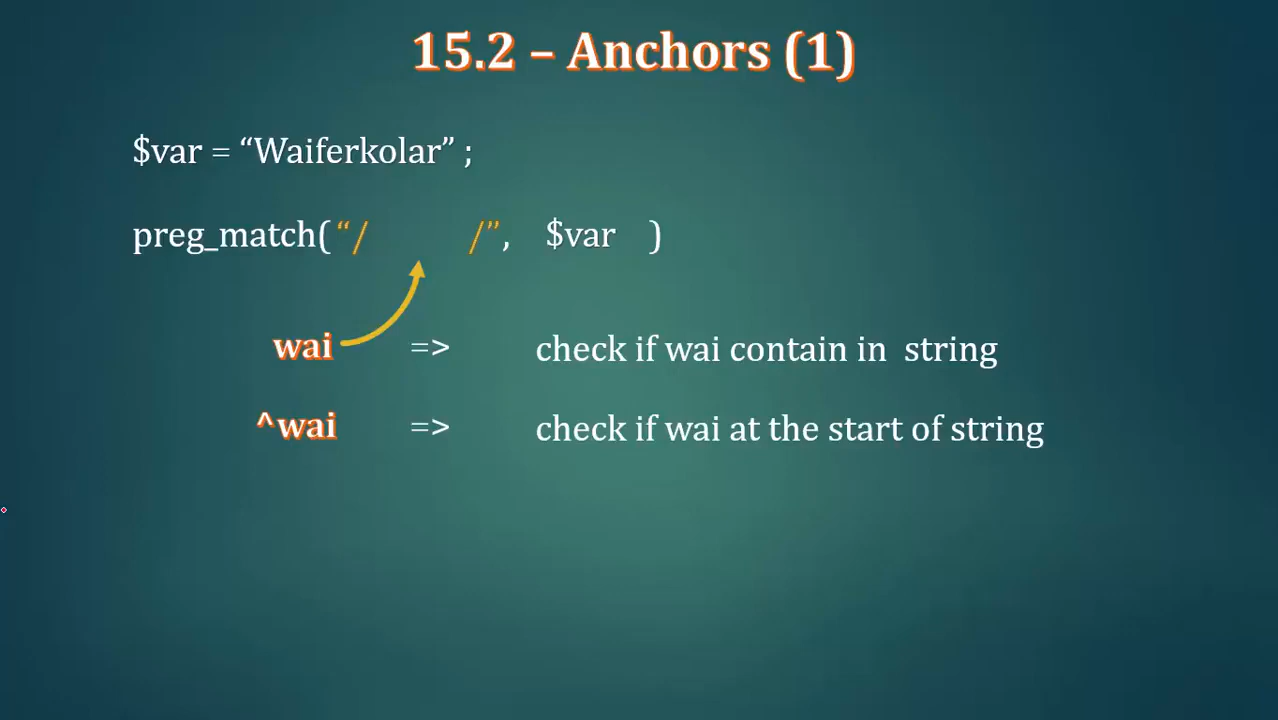 15.2 – Anchors (1)
$var = “Waiferkolar” ;
preg_match( “/ /”, $var )
wai => check if wai contain in string
^wai => check if wai at the start of string